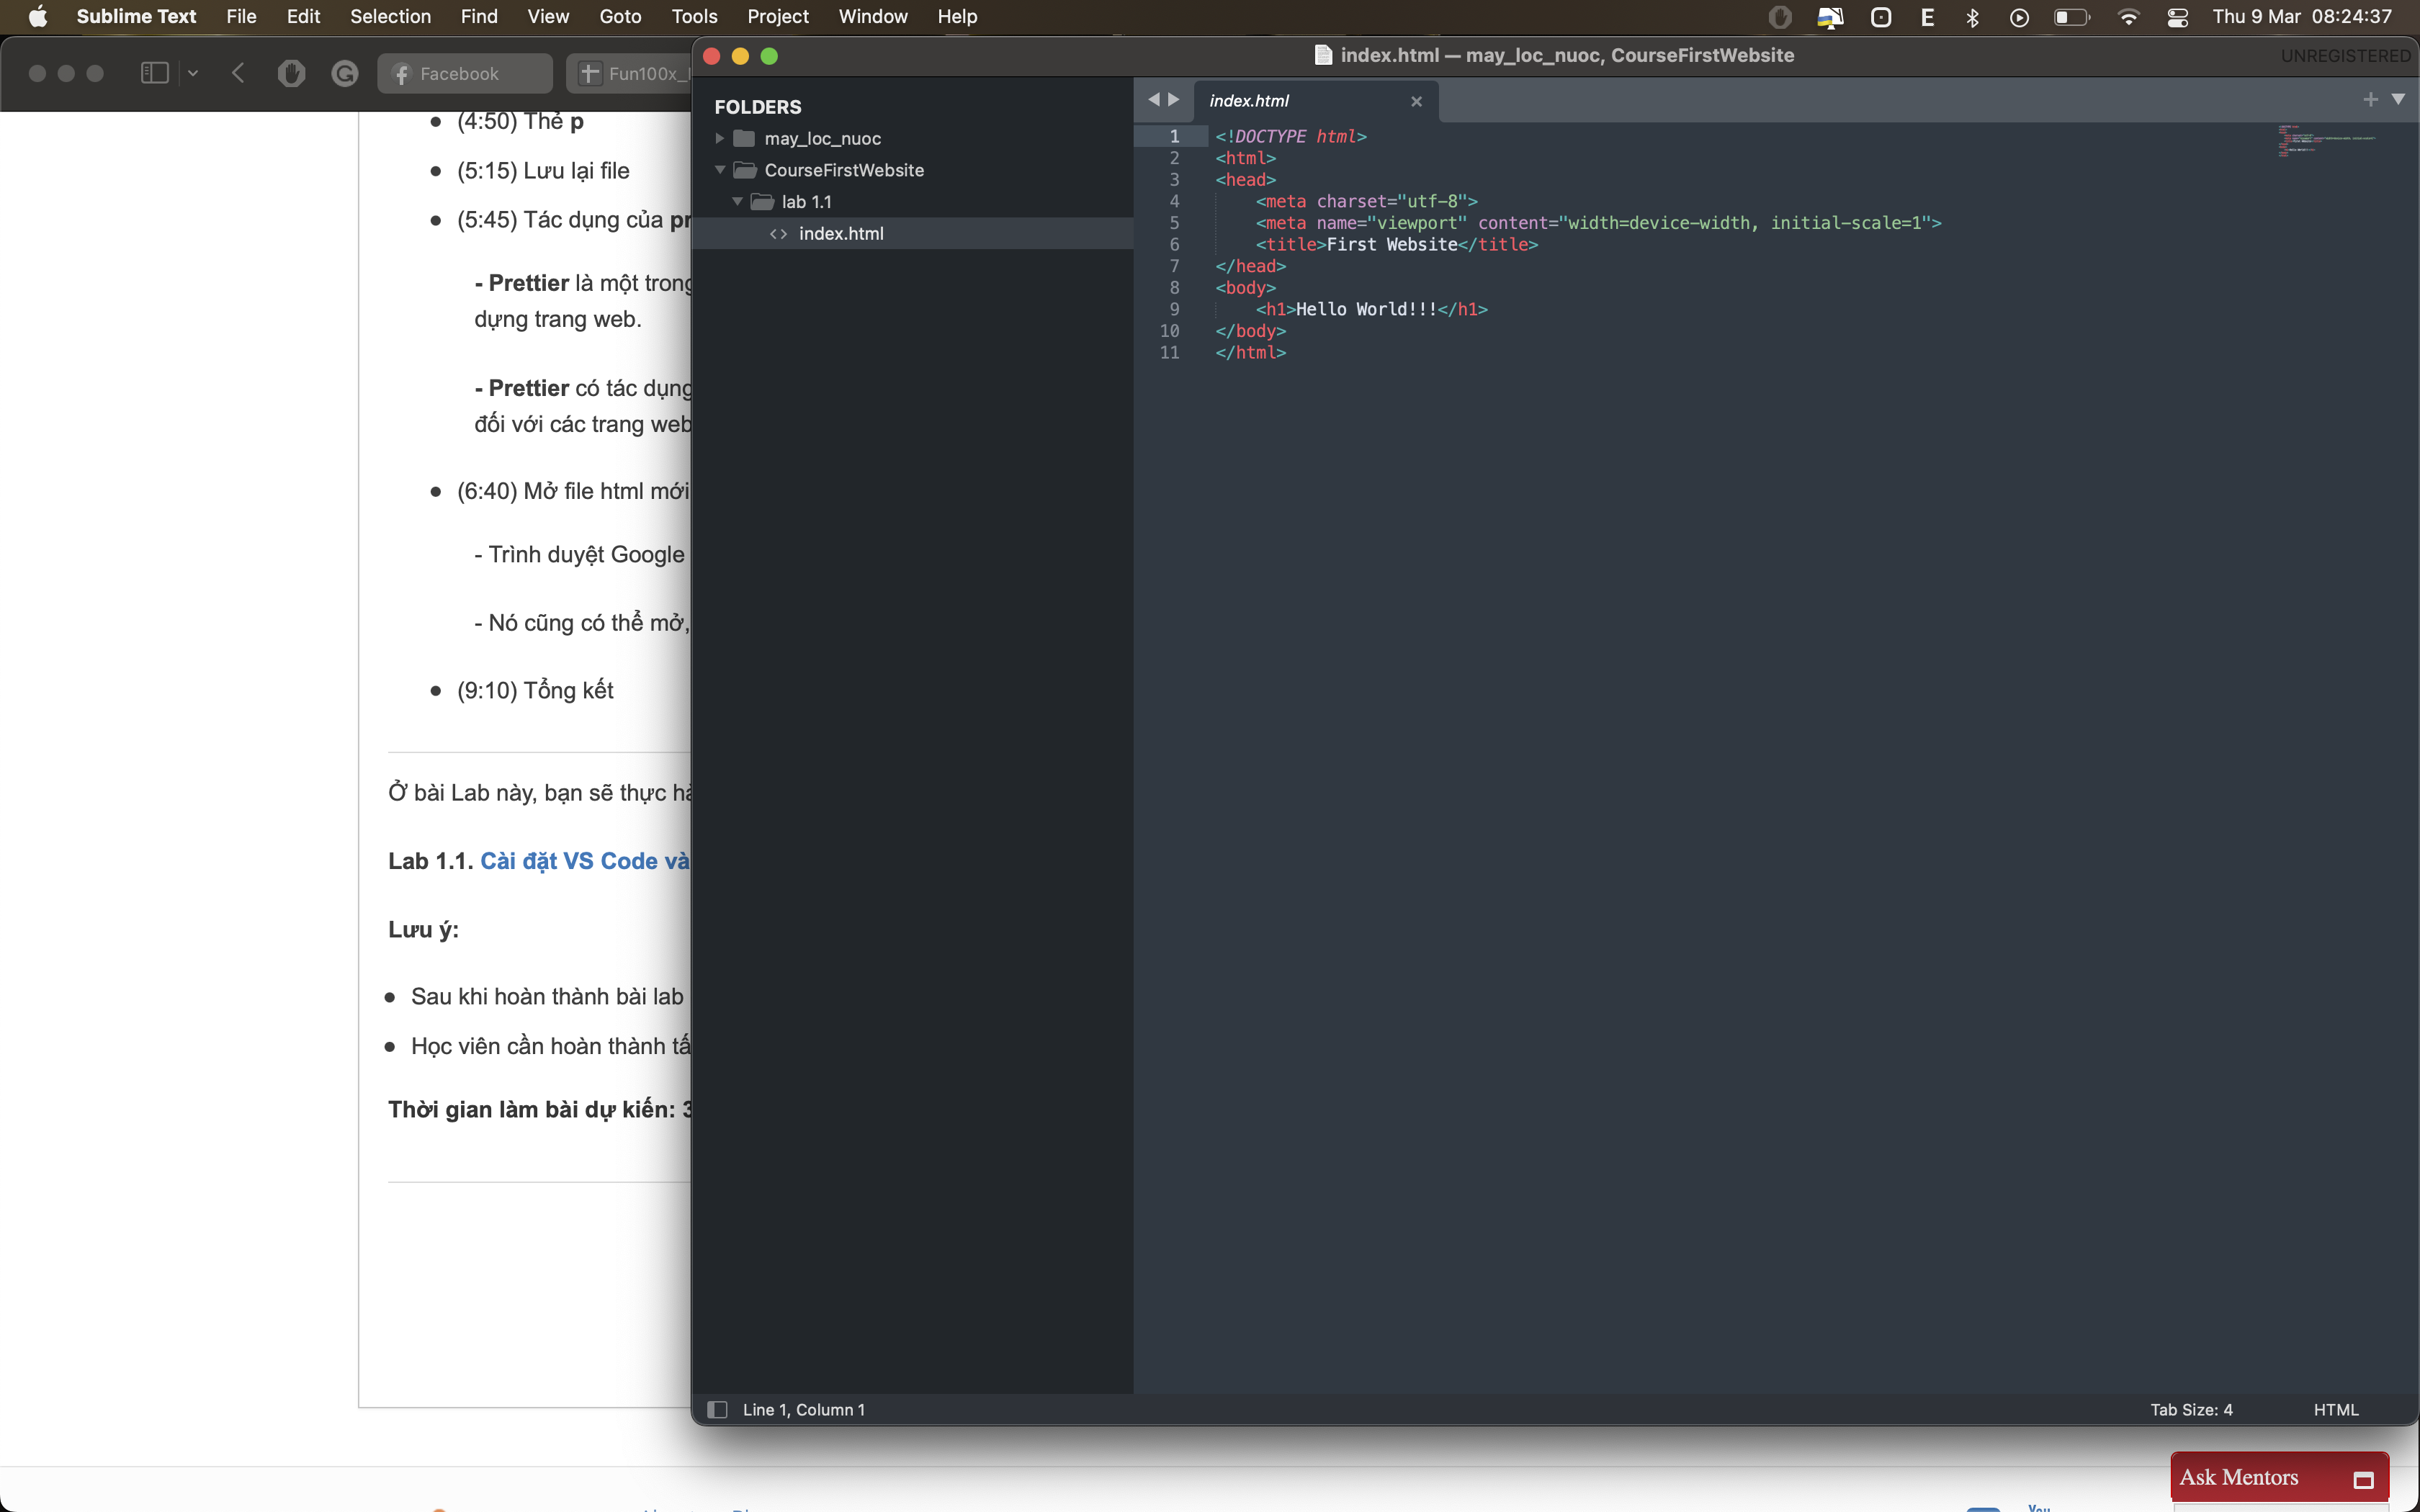 Sublime Text File Edit Selection Find View Goto Tools Project Window Help E Thu 9 Mar 08:24:37
Facebook Fun100x_
(4:50) Thẻ p
(5:15) Lưu lại file
(5:45) Tác dụng của
- Prettier là một trong
dựng trang web.
- Prettier có tác dụng
đối với các trang web
(6:40) Mở file html mới
- Trình duyệt Google
- Nó cũng có thể mở,
(9:10) Tổng kết
Ở bài Lab này, bạn sẽ thực
Lab 1.1. Cài đặt VS Code và
Lưu ý:
Sau khi hoàn thành bài lab
Học viên cần hoàn thành
Thời gian làm bài dự kiến: 3
index.html — may_loc_nuoc, CourseFirstWebsite UNREGISTERED
FOLDERS
may_loc_nuoc
CourseFirstWebsite
lab 1.1
<> index.html
index.html
1 <!DOCTYPE html>
2 <html>
3 <head>
4 <meta charset="utf-8">
5 <meta name="viewport" content="width=device-width, initial-scale=1">
6 <title>First Website</title>
7 </head>
8 <body>
9 <h1>Hello World!!!</h1>
10 </body>
11 </html>
Line 1, Column 1 Tab Size: 4 HTML
Ask Mentors